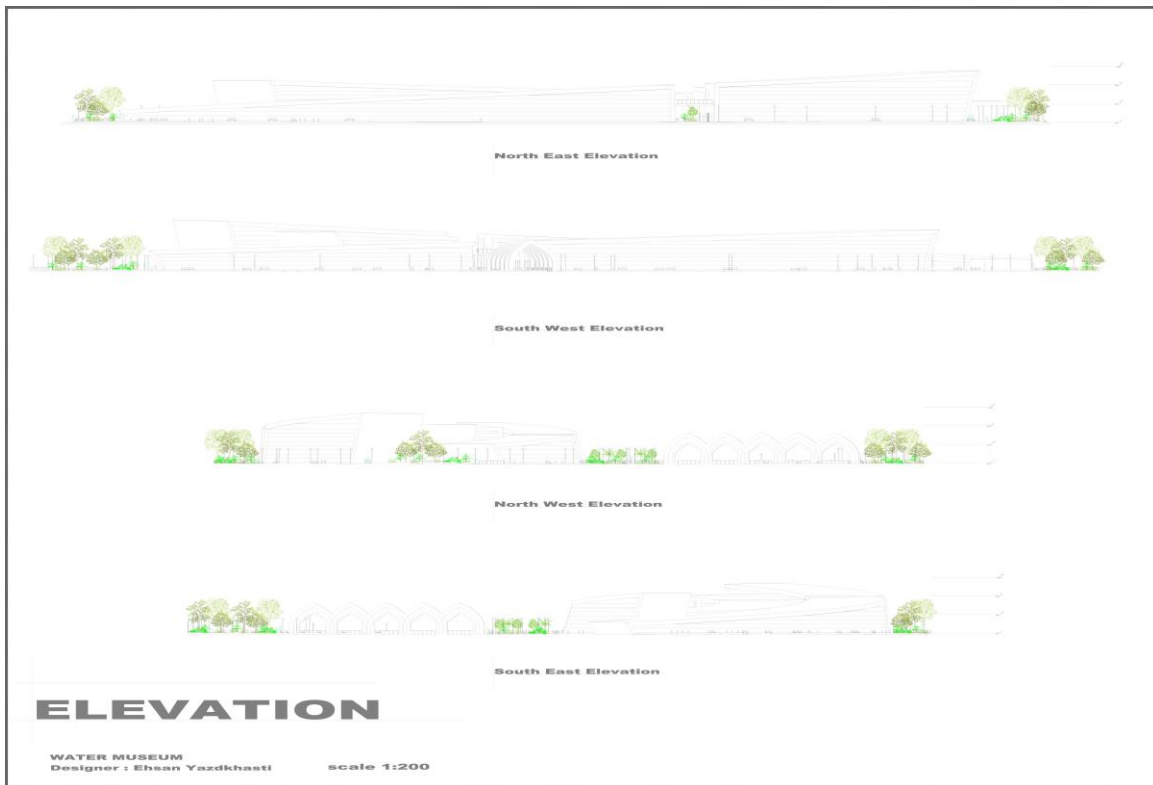 North East Elevation
South West Elevation
North West Elevation
South East Elevation
ELEVATION
WATER MUSEUM
Designer : Ehsan Yazdkhasti scale 1:200